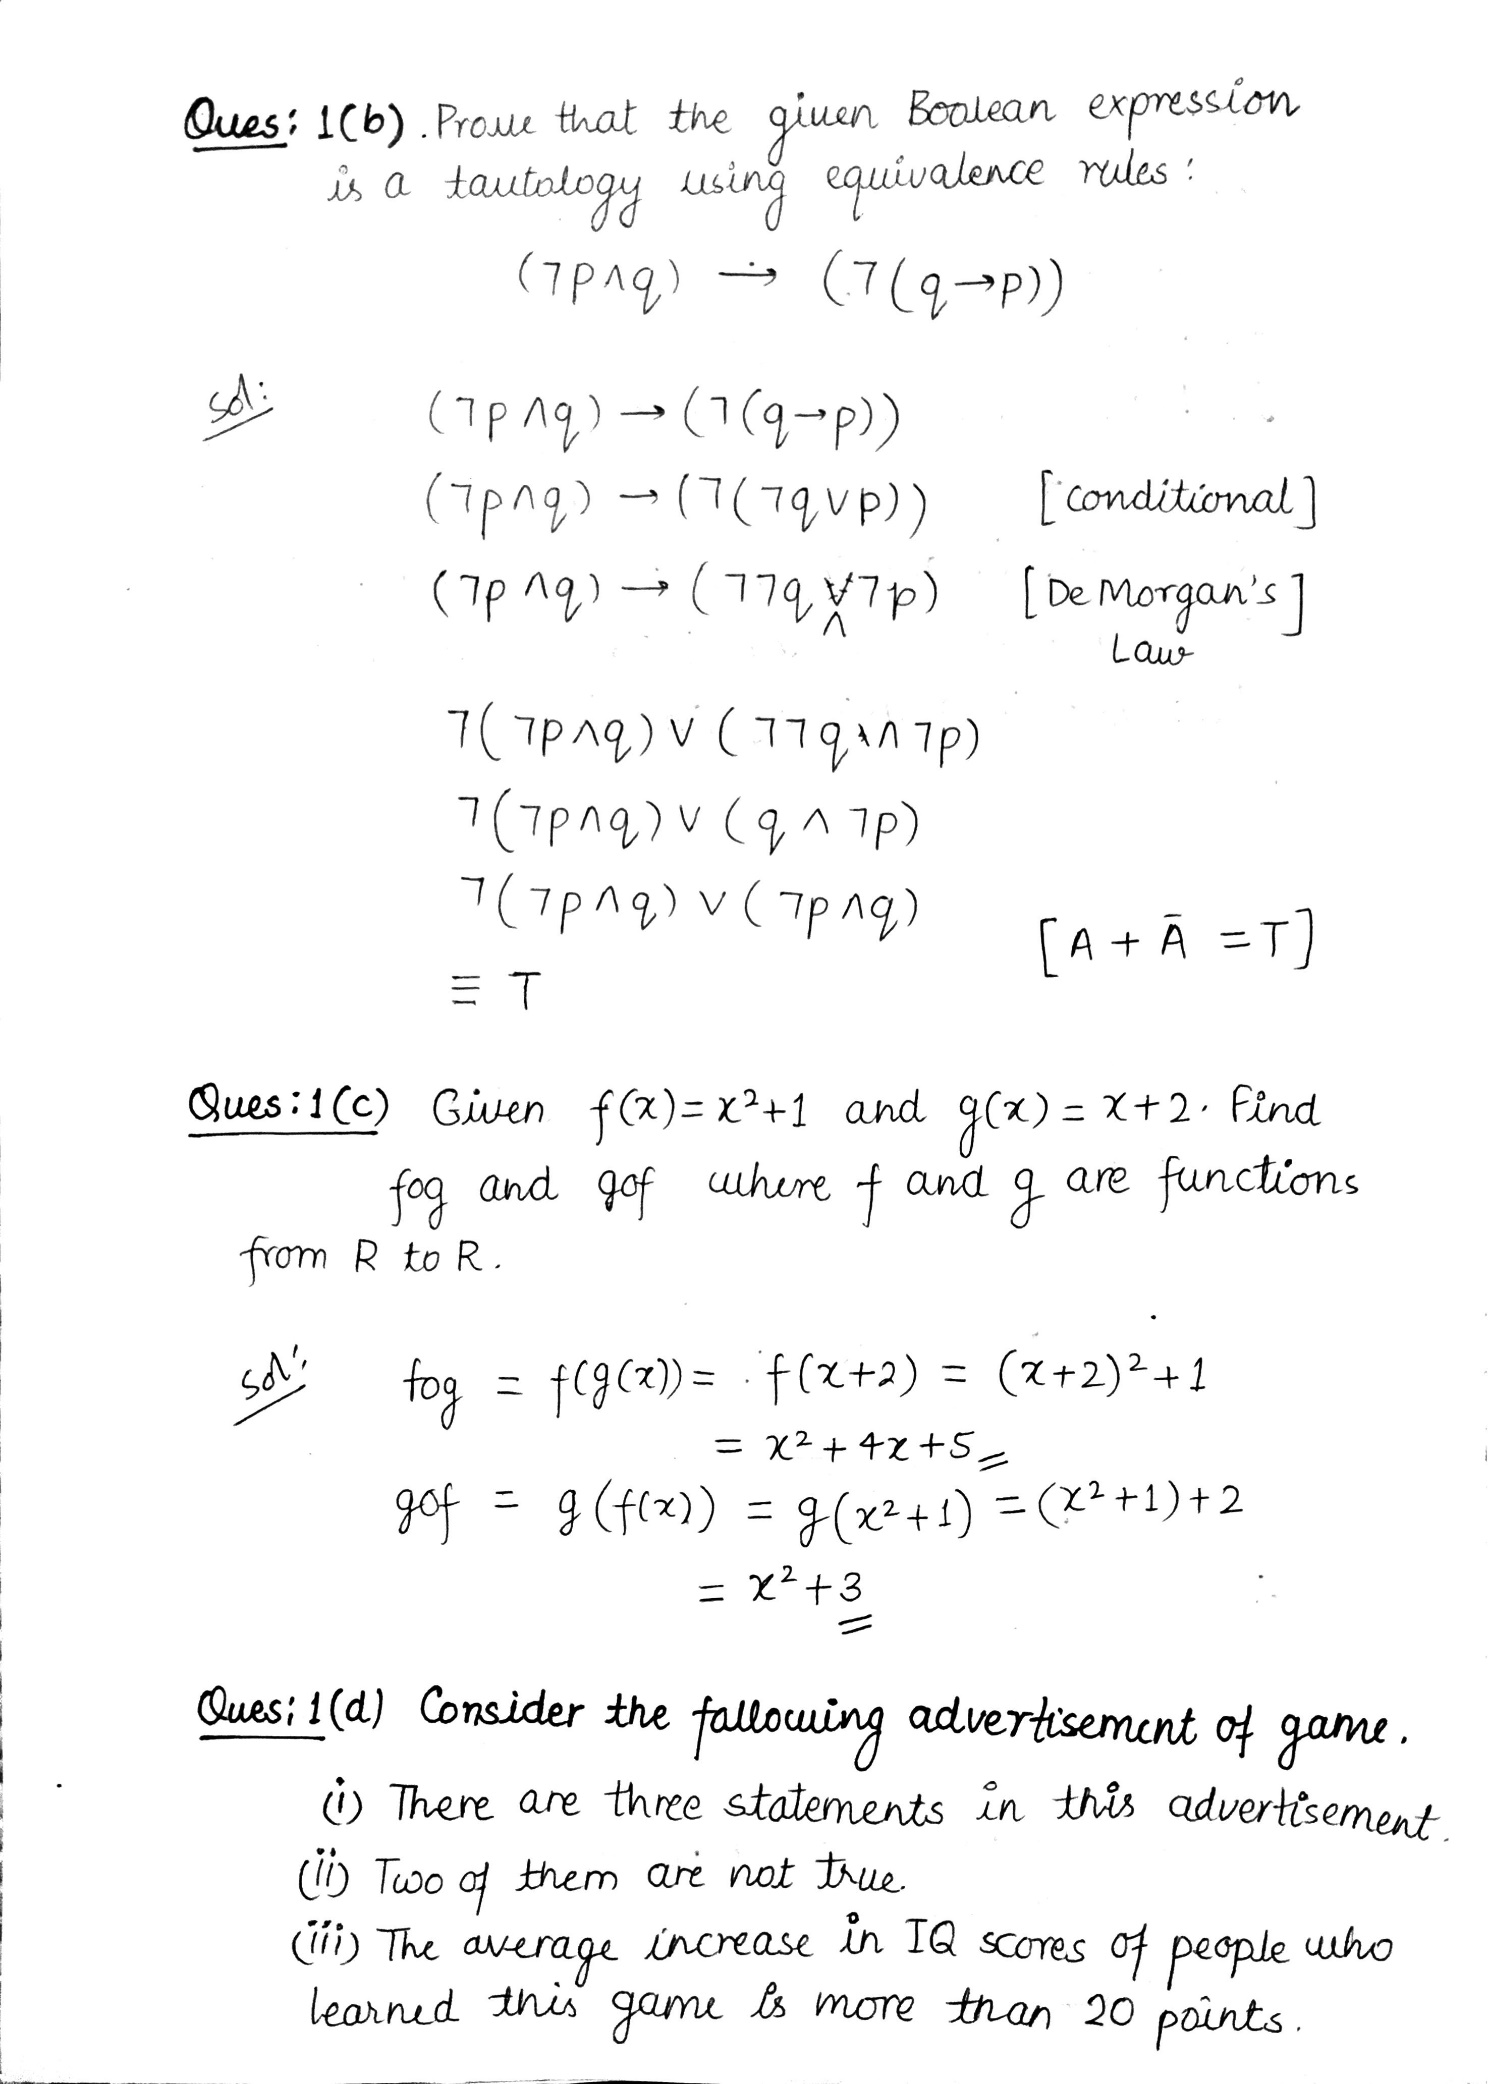 Ques: 1(b). Prove that the given Boolean expression
is a tautology using equivalence rules:
(¬p∧q) → (¬(q→p))
sol:
(¬p∧q) → (¬(q→p))
(¬p∧q) → (¬(¬q∨p)) [conditional]
(¬p∧q) → (¬¬q ∧ ¬p) [De Morgan's]
Law
¬(¬p∧q) ∨ (¬¬q ∧ ¬p)
¬(¬p∧q) ∨ (q ∧ ¬p)
¬(¬p∧q) ∨ (¬p∧q)
[A + Ā = T]
≡ T
Ques: 1(c) Given f(x) = x²+1 and g(x) = x+2. Find
fog and gof where f and g are functions
from R to R.
sol:
fog = f(g(x)) = f(x+2) = (x+2)²+1
= x²+4x+5
gof = g(f(x)) = g(x²+1) = (x²+1)+2
= x²+3
Ques: 1(d) Consider the following advertisement of game.
(i) There are three statements in this advertisement.
(ii) Two of them are not true.
(iii) The average increase in IQ scores of people who
learned this game is more than 20 points.